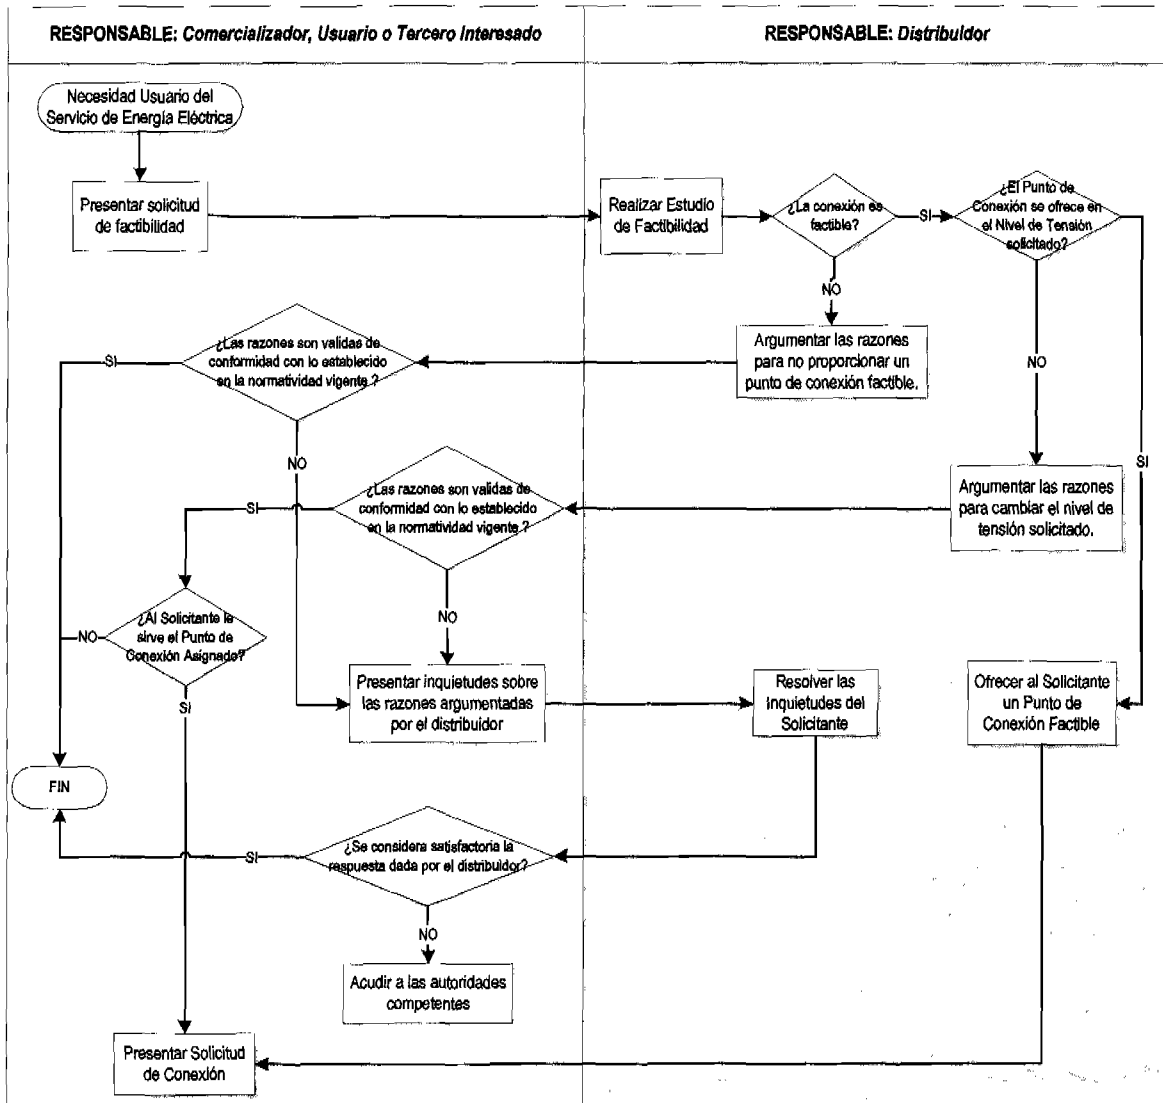 RESPONSABLE: Comercializador, Usuario o Tercero Interesado
RESPONSABLE: Distribuidor
Necesidad Usuario del
Servicio de Energía Eléctrica
Presentar solicitud
de factibilidad
Realizar Estudio
de Factibilidad
¿La conexión es
factible?
SI
¿El Punto de
Conexión se ofrece en
el Nivel de Tensión
solicitado?
NO
Argumentar las razones
para no proporcionar un
punto de conexión factible.
NO
SI
¿Las razones son validas de
conformidad con lo establecido
en la normatividad vigente.?
SI
NO
Argumentar las razones
para cambiar el nivel de
tensión solicitado.
¿Las razones son validas de
conformidad con lo establecido
en la normatividad vigente.?
SI
NO
¿Al Solicitante le
sirve el Punto de
Conexión Asignado?
NO
SI
Presentar inquietudes sobre
las razones argumentadas
por el distribuidor
Resolver las
Inquietudes del
Solicitante
Ofrecer al Solicitante
un Punto de
Conexión Factible
FIN
¿Se considera satisfactoria la
respuesta dada por el distribuidor?
SI
NO
Acudir a las autoridades
competentes
Presentar Solicitud
de Conexión